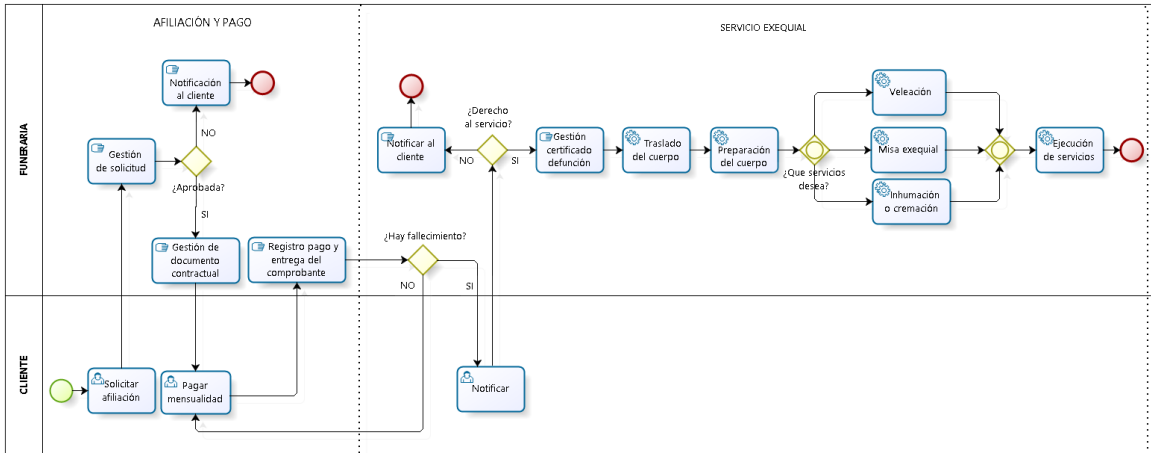 AFILIACIÓN Y PAGO
SERVICIO EXEQUIAL
FUNERARIA
CLIENTE
Notificación
al cliente
NO
Gestión
de solicitud
¿Aprobada?
SI
Gestión de
documento
contractual
Registro pago y
entrega del
comprobante
Solicitar
afiliación
Pagar
mensualidad
¿Hay fallecimiento?
NO
SI
Notificar
¿Derecho
al servicio?
NO
SI
Notificar al
cliente
Gestión
certificado
defunción
Traslado
del cuerpo
Preparación
del cuerpo
¿Que servicios
desea?
Veleación
Misa exequial
Inhumación
o cremación
Ejecución
de servicios